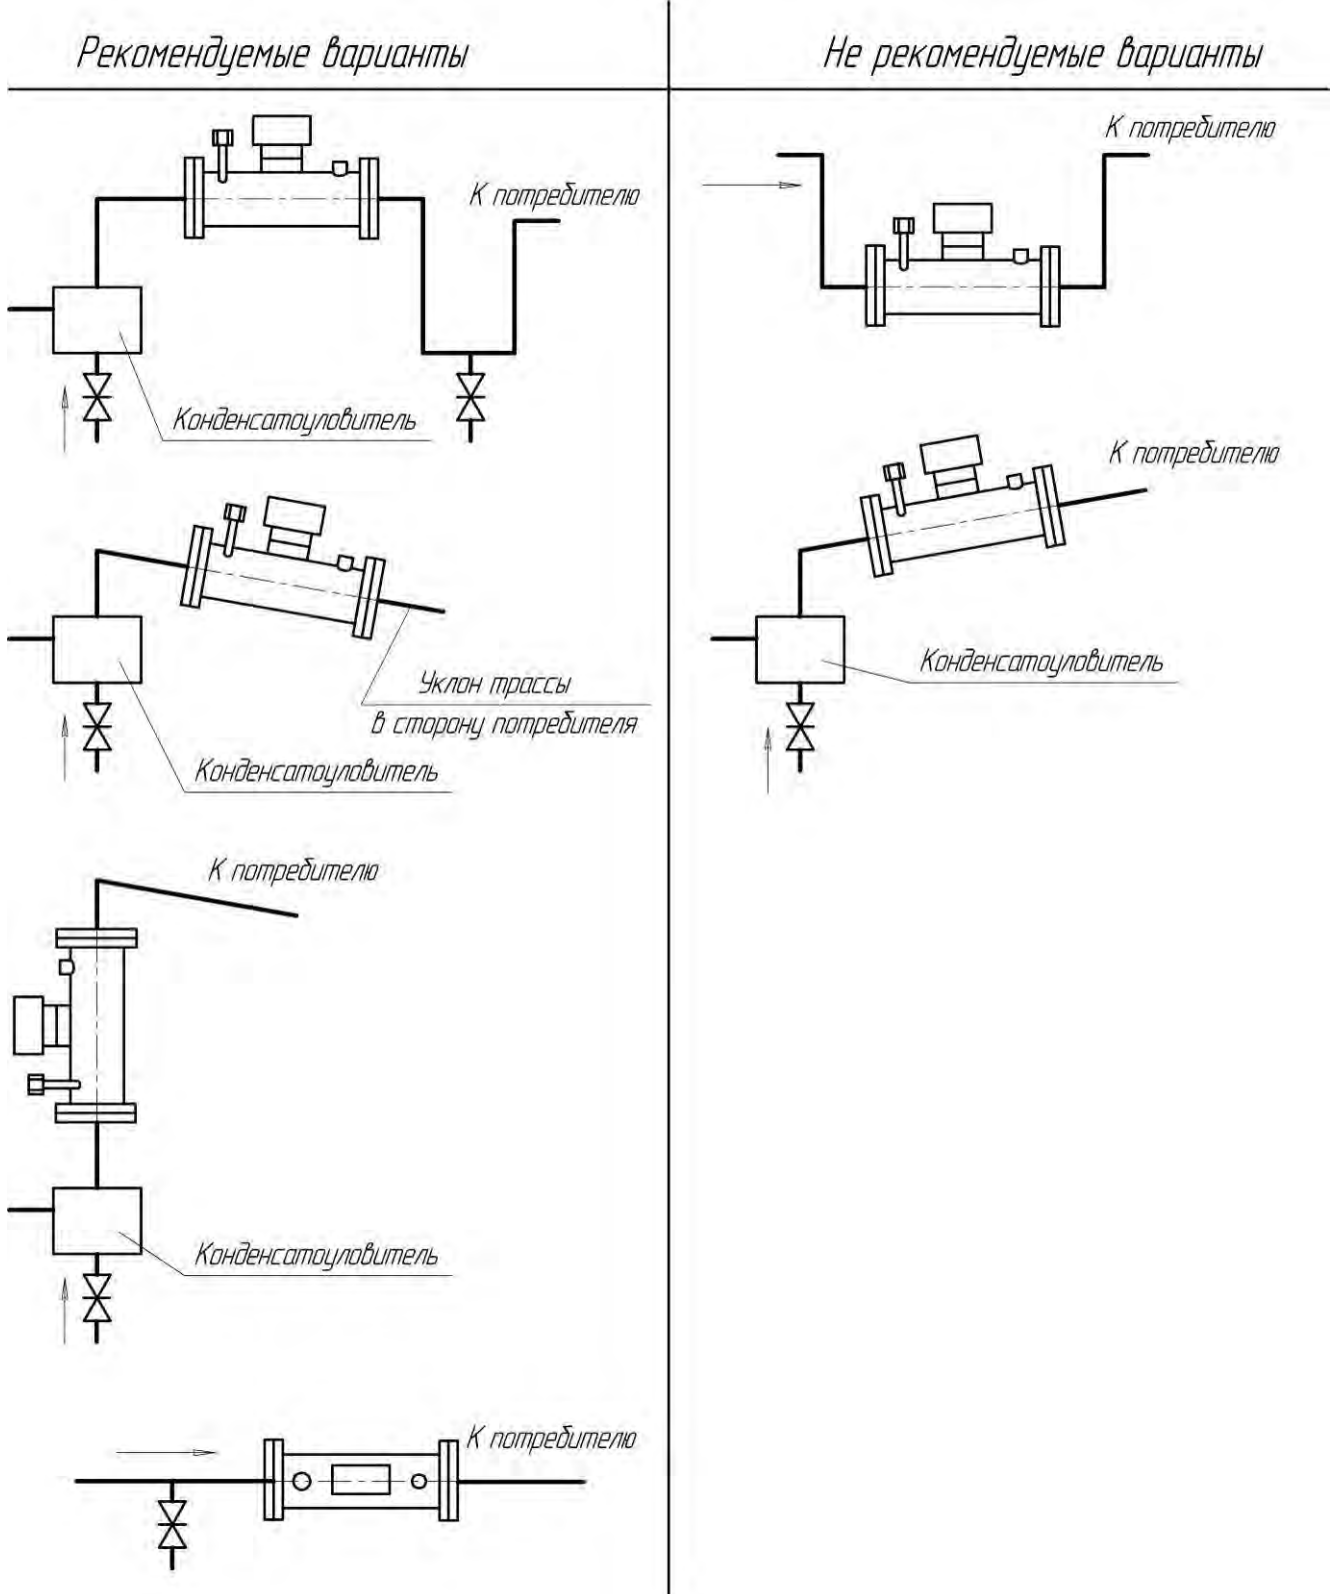 Рекомендуемые варианты
К потребителю
Конденсатоуловитель
Уклон трассы
в сторону потребителя
Конденсатоуловитель
К потребителю
Конденсатоуловитель
К потребителю
Не рекомендуемые варианты
К потребителю
К потребителю
Конденсатоуловитель